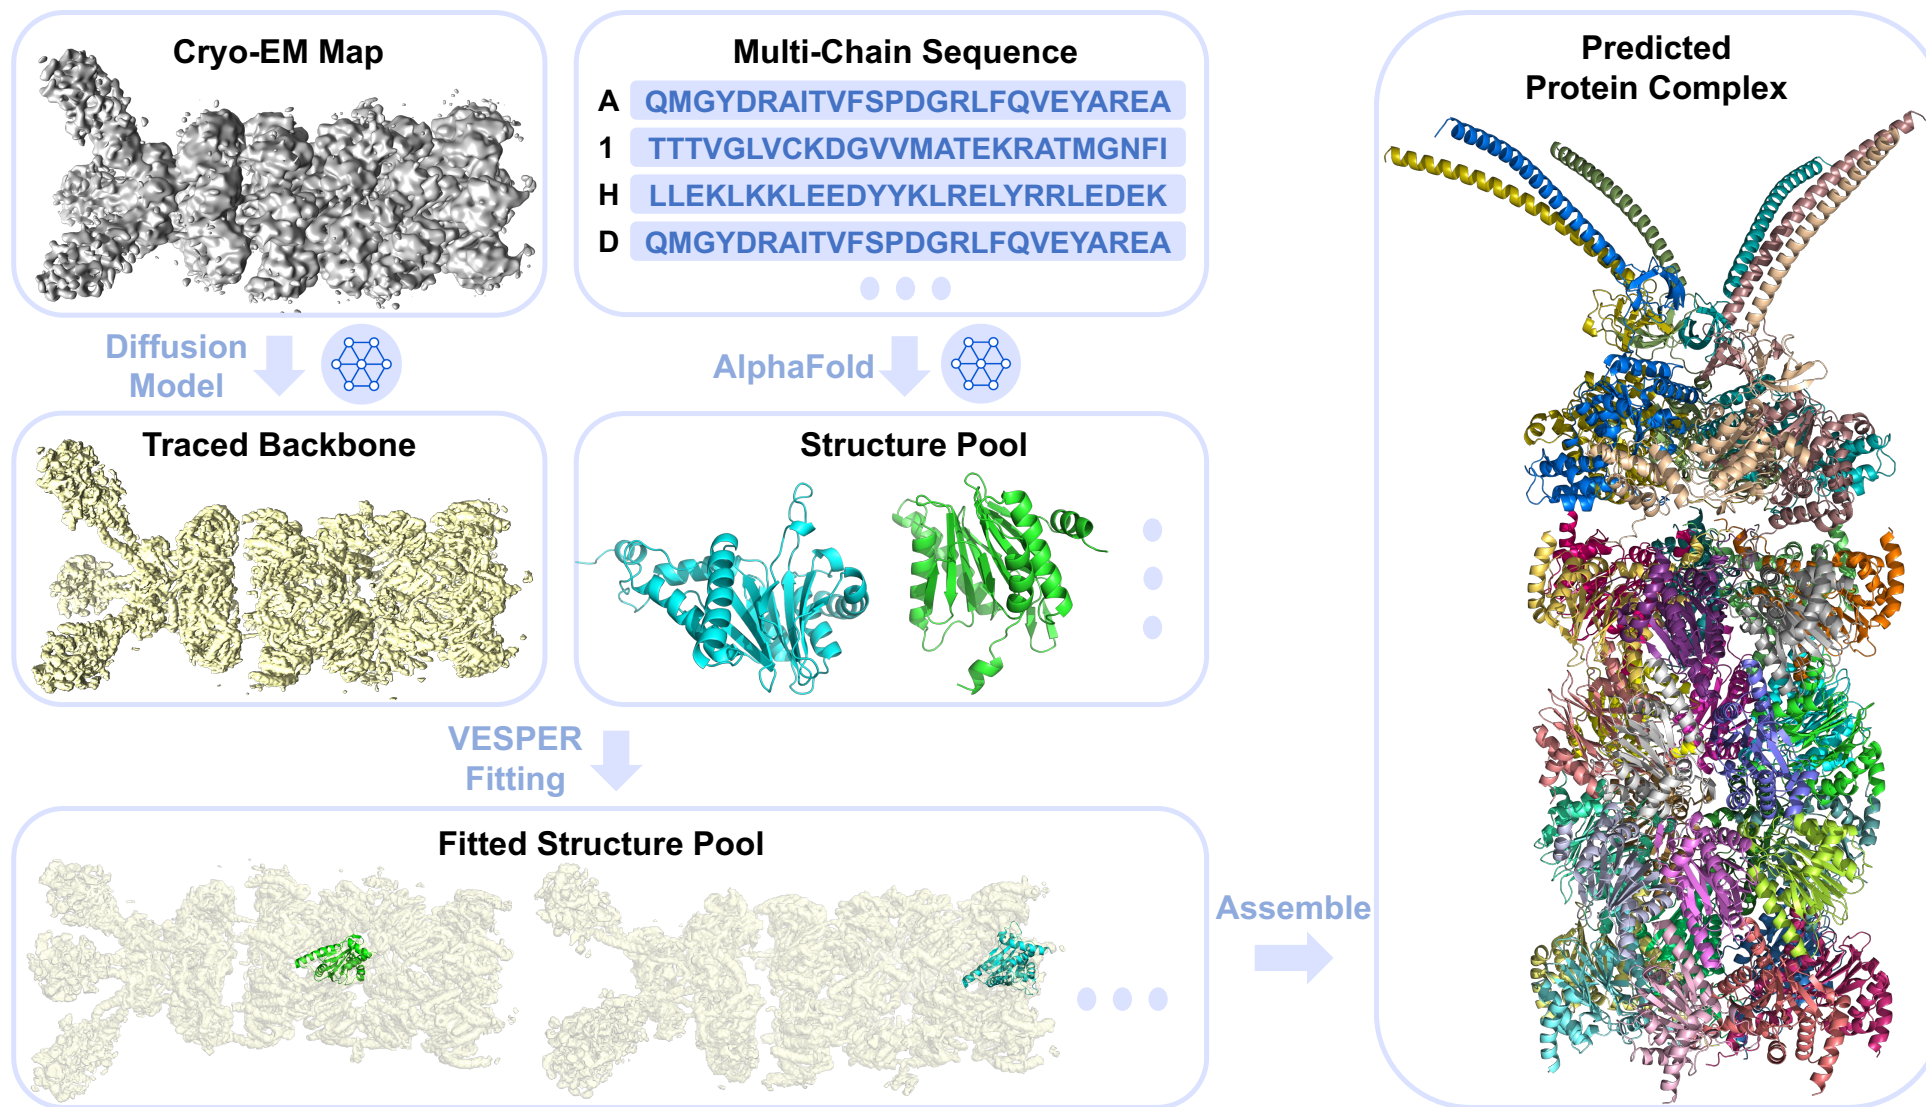 Cryo-EM Map
Multi-Chain Sequence
A QMGYDRAITVFSPDGRLFQVEYAREA
1 TTTVGLVCKDGVVMATEKRATMGNFI
H LLEKLKKLEEDYYKLRELYRRLEDEK
D QMGYDRAITVFSPDGRLFQVEYAREA
Diffusion
Model
AlphaFold
Traced Backbone
Structure Pool
VESPER
Fitting
Fitted Structure Pool
Assemble
Predicted
Protein Complex